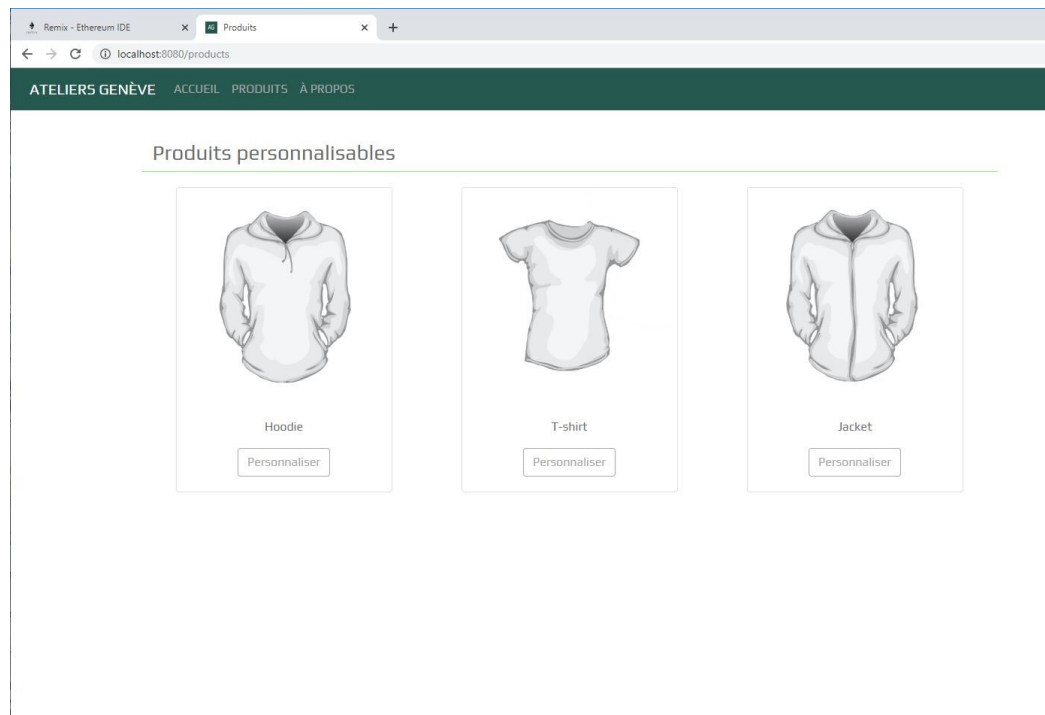 Remix - Ethereum IDE
AG Produits
localhost:8080/products
ATELIERS GENÈVE ACCUEIL PRODUITS À PROPOS
Produits personnalisables
Hoodie T-shirt Jacket
Personnaliser Personnaliser Personnaliser